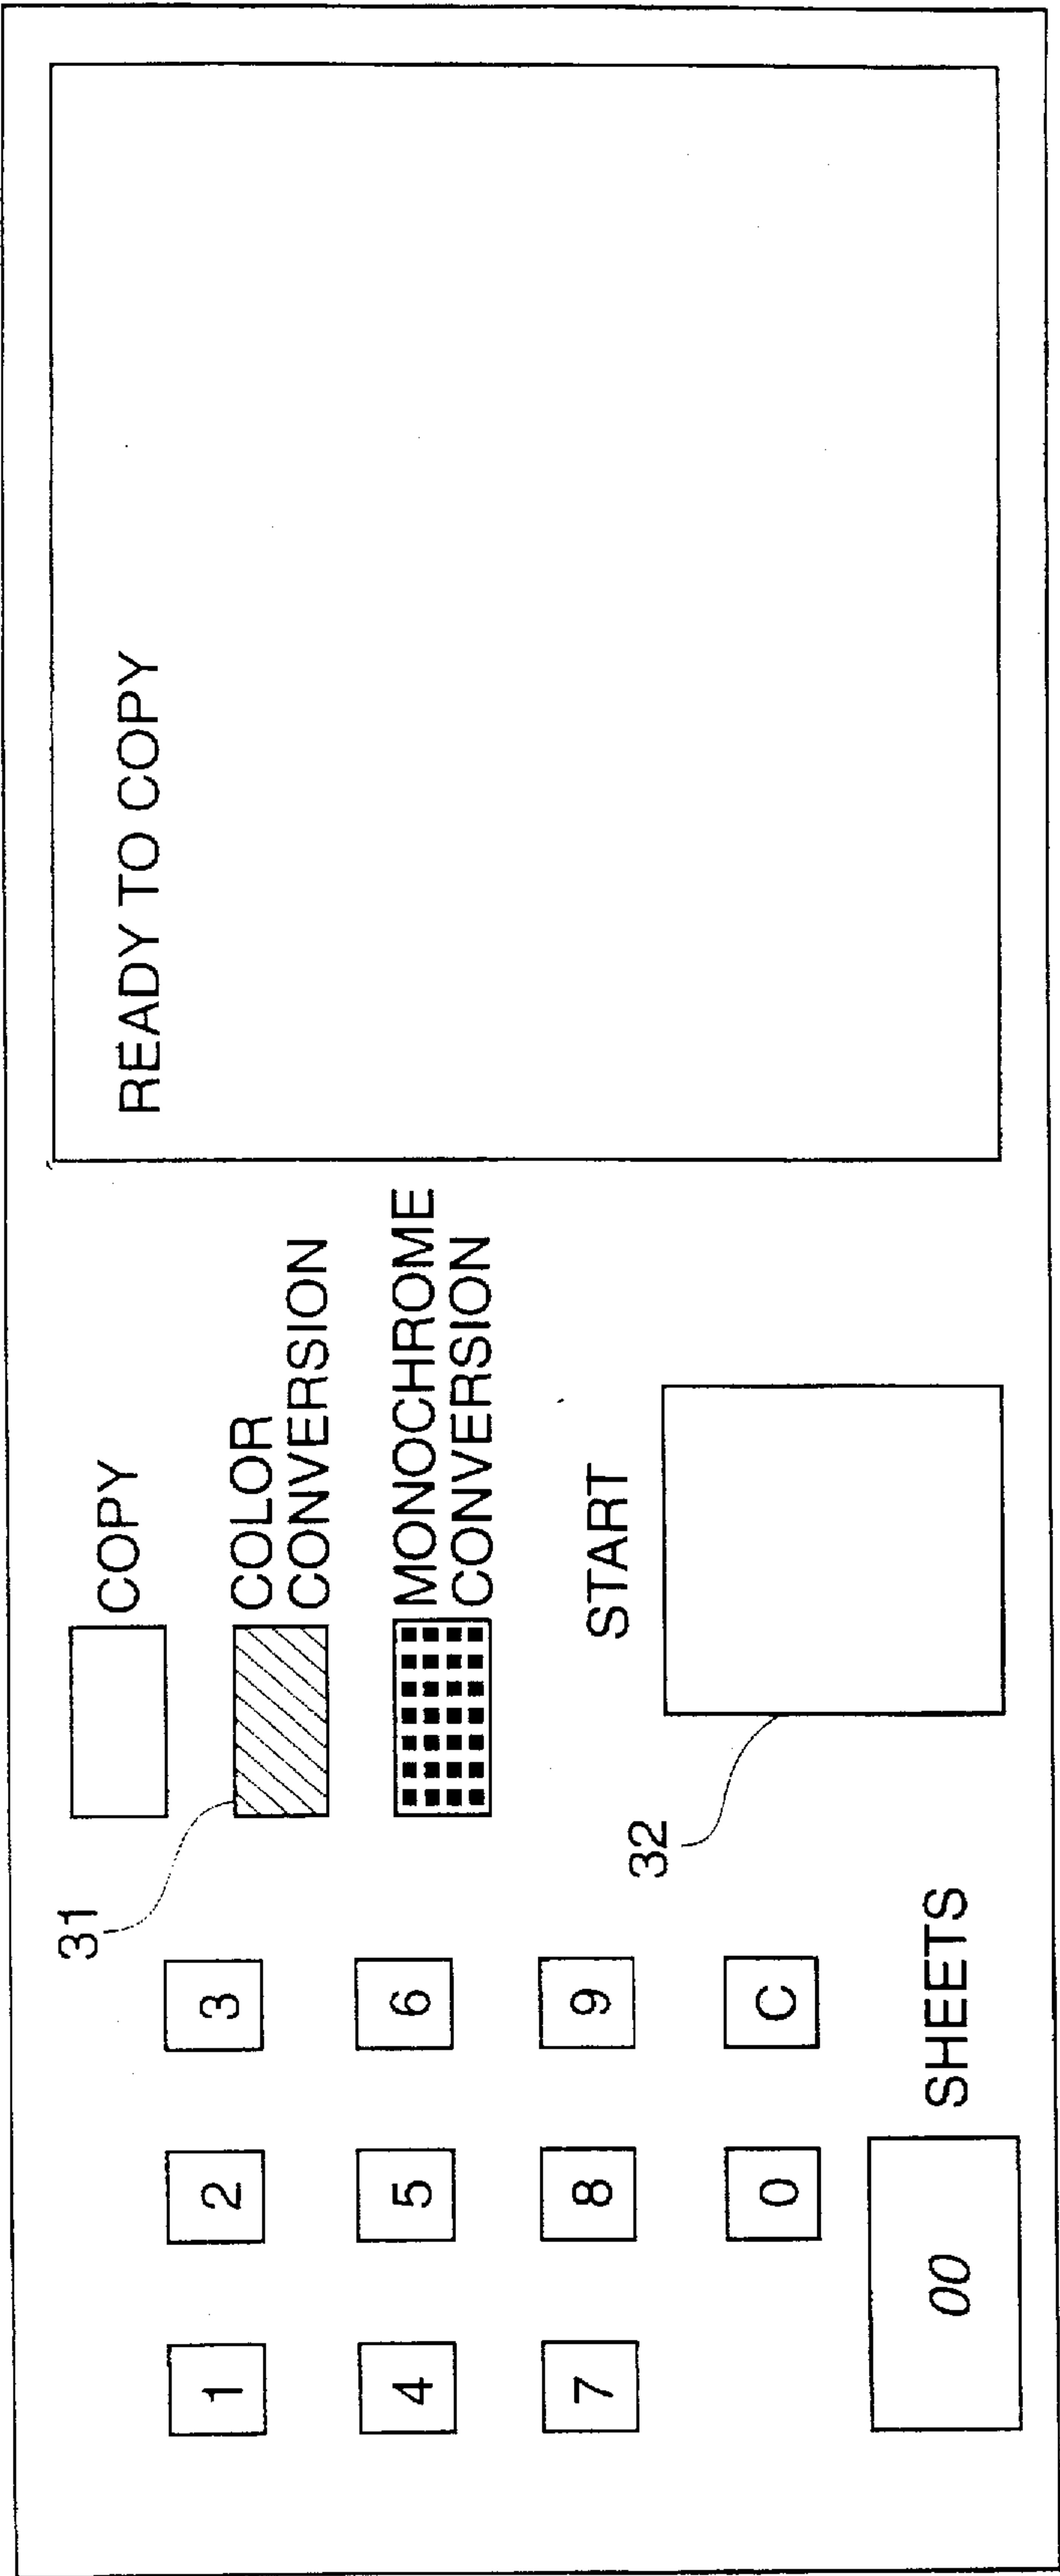 1 2 3
4 5 6
7 8 9
0 C
00 SHEETS
31
COPY
COLOR
CONVERSION
MONOCHROME
CONVERSION
START
32
READY TO COPY